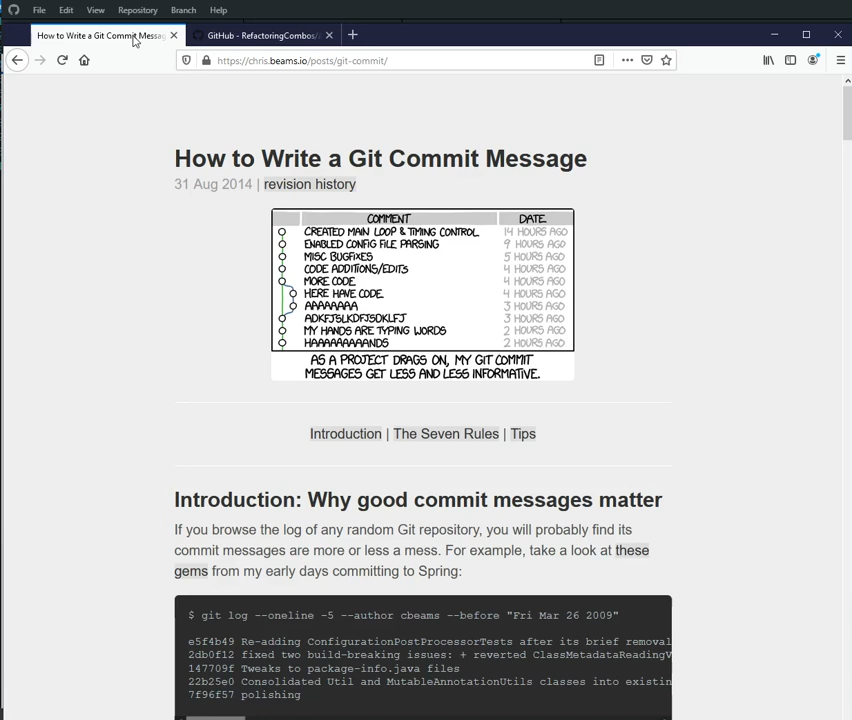 File Edit View Repository Branch Help
How to Write a Git Commit Messag
GitHub - RefactoringCombos/
https://chris.beams.io/posts/git-commit/
How to Write a Git Commit Message
31 Aug 2014 | revision history
COMMENT DATE
CREATED MAIN LOOP & TIMING CONTROL 14 HOURS AGO
ENABLED CONFIG FILE PARSING 9 HOURS AGO
MISC BUGFIXES 5 HOURS AGO
CODE ADDITIONS/EDITS 4 HOURS AGO
MORE CODE 4 HOURS AGO
HERE HAVE CODE 4 HOURS AGO
AAAAAAAA 3 HOURS AGO
ADKFJSLKDFJSDKLFJ 3 HOURS AGO
MY HANDS ARE TYPING WORDS 2 HOURS AGO
HAAAAAAAANDS 2 HOURS AGO
AS A PROJECT DRAGS ON, MY GIT COMMIT
MESSAGES GET LESS AND LESS INFORMATIVE.
Introduction | The Seven Rules | Tips
Introduction: Why good commit messages matter
If you browse the log of any random Git repository, you will probably find its
commit messages are more or less a mess. For example, take a look at these
gems from my early days committing to Spring:
$ git log --oneline -5 --author cbeams --before "Fri Mar 26 2009"
e5f4b49 Re-adding ConfigurationPostProcessorTests after its brief removal
2db0f12 fixed two build-breaking issues: + reverted ClassMetadataReadingV
147709f Tweaks to package-info.java files
22b25e0 Consolidated Util and MutableAnnotationUtils classes into existin
7f96f57 polishing